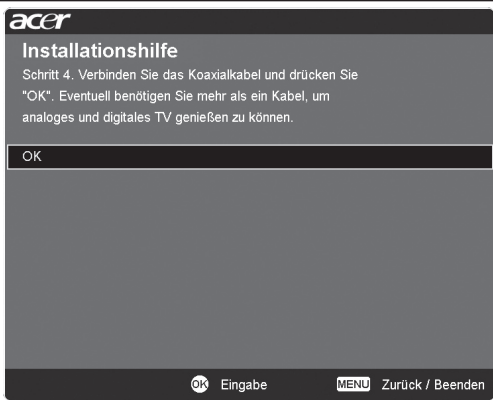 acer
Installationshilfe
Schritt 4. Verbinden Sie das Koaxialkabel und drücken Sie
"OK". Eventuell benötigen Sie mehr als ein Kabel, um
analoges und digitales TV genießen zu können.
OK
OK Eingabe MENU Zurück / Beenden